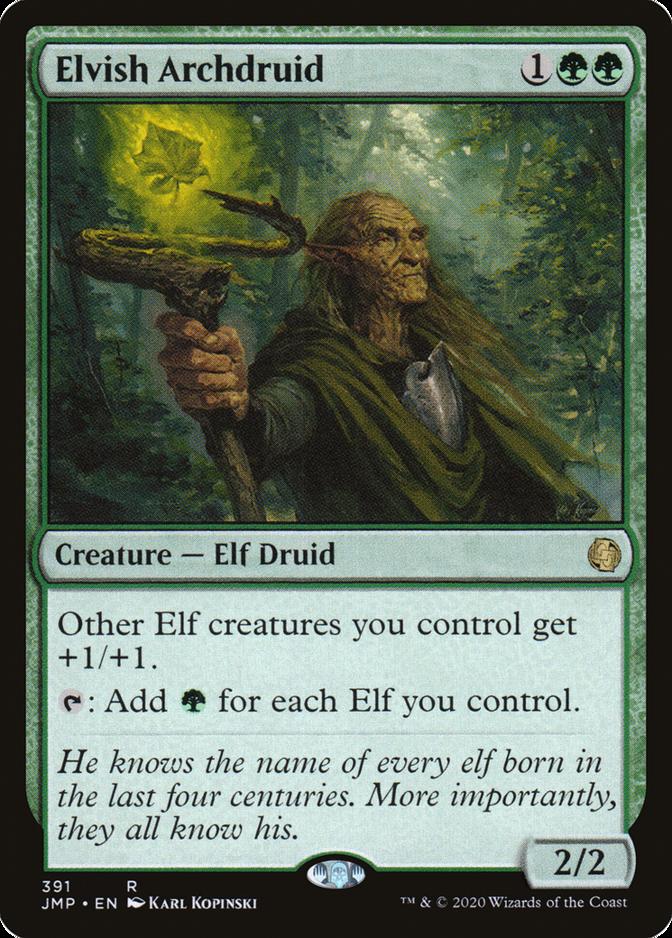 Elvish Archdruid 1
Creature — Elf Druid
Other Elf creatures you control get
+1/+1.
: Add for each Elf you control.
He knows the name of every elf born in
the last four centuries. More importantly,
they all know his.
2/2
391 R
JMP • EN KARL KOPINSKI
™ & © 2020 Wizards of the Coast